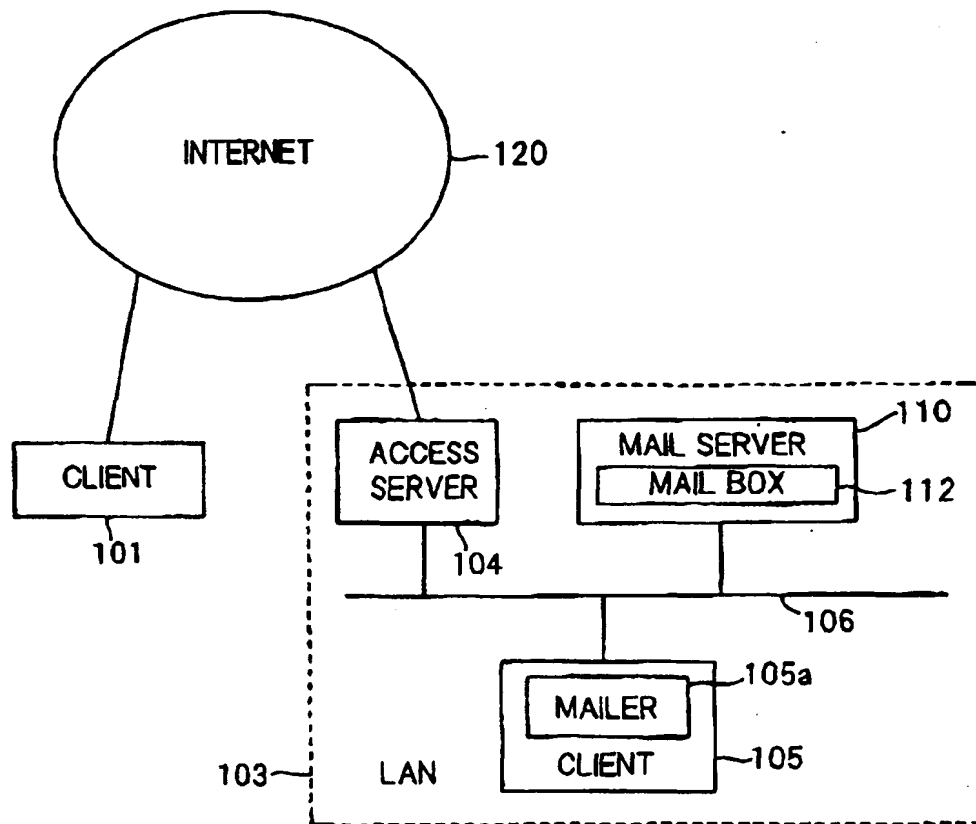 INTERNET
120
CLIENT
101
ACCESS
SERVER
104
MAIL SERVER
110
MAIL BOX
112
106
MAILER
105a
CLIENT
105
103
LAN